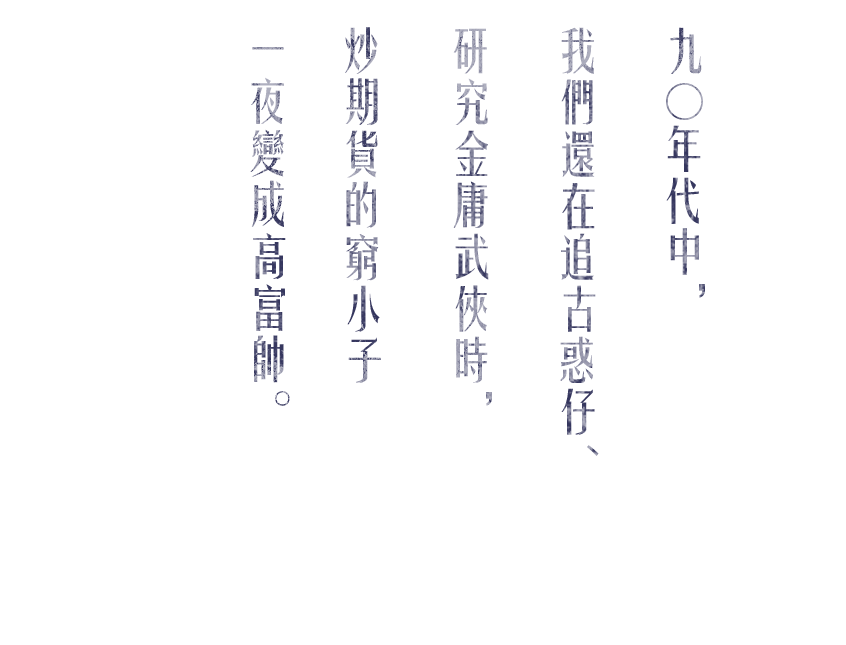 九〇年代中，
我們還在追古惑仔、
研究金庸武俠時，
炒期貨的窮小子
一夜變成高富帥。